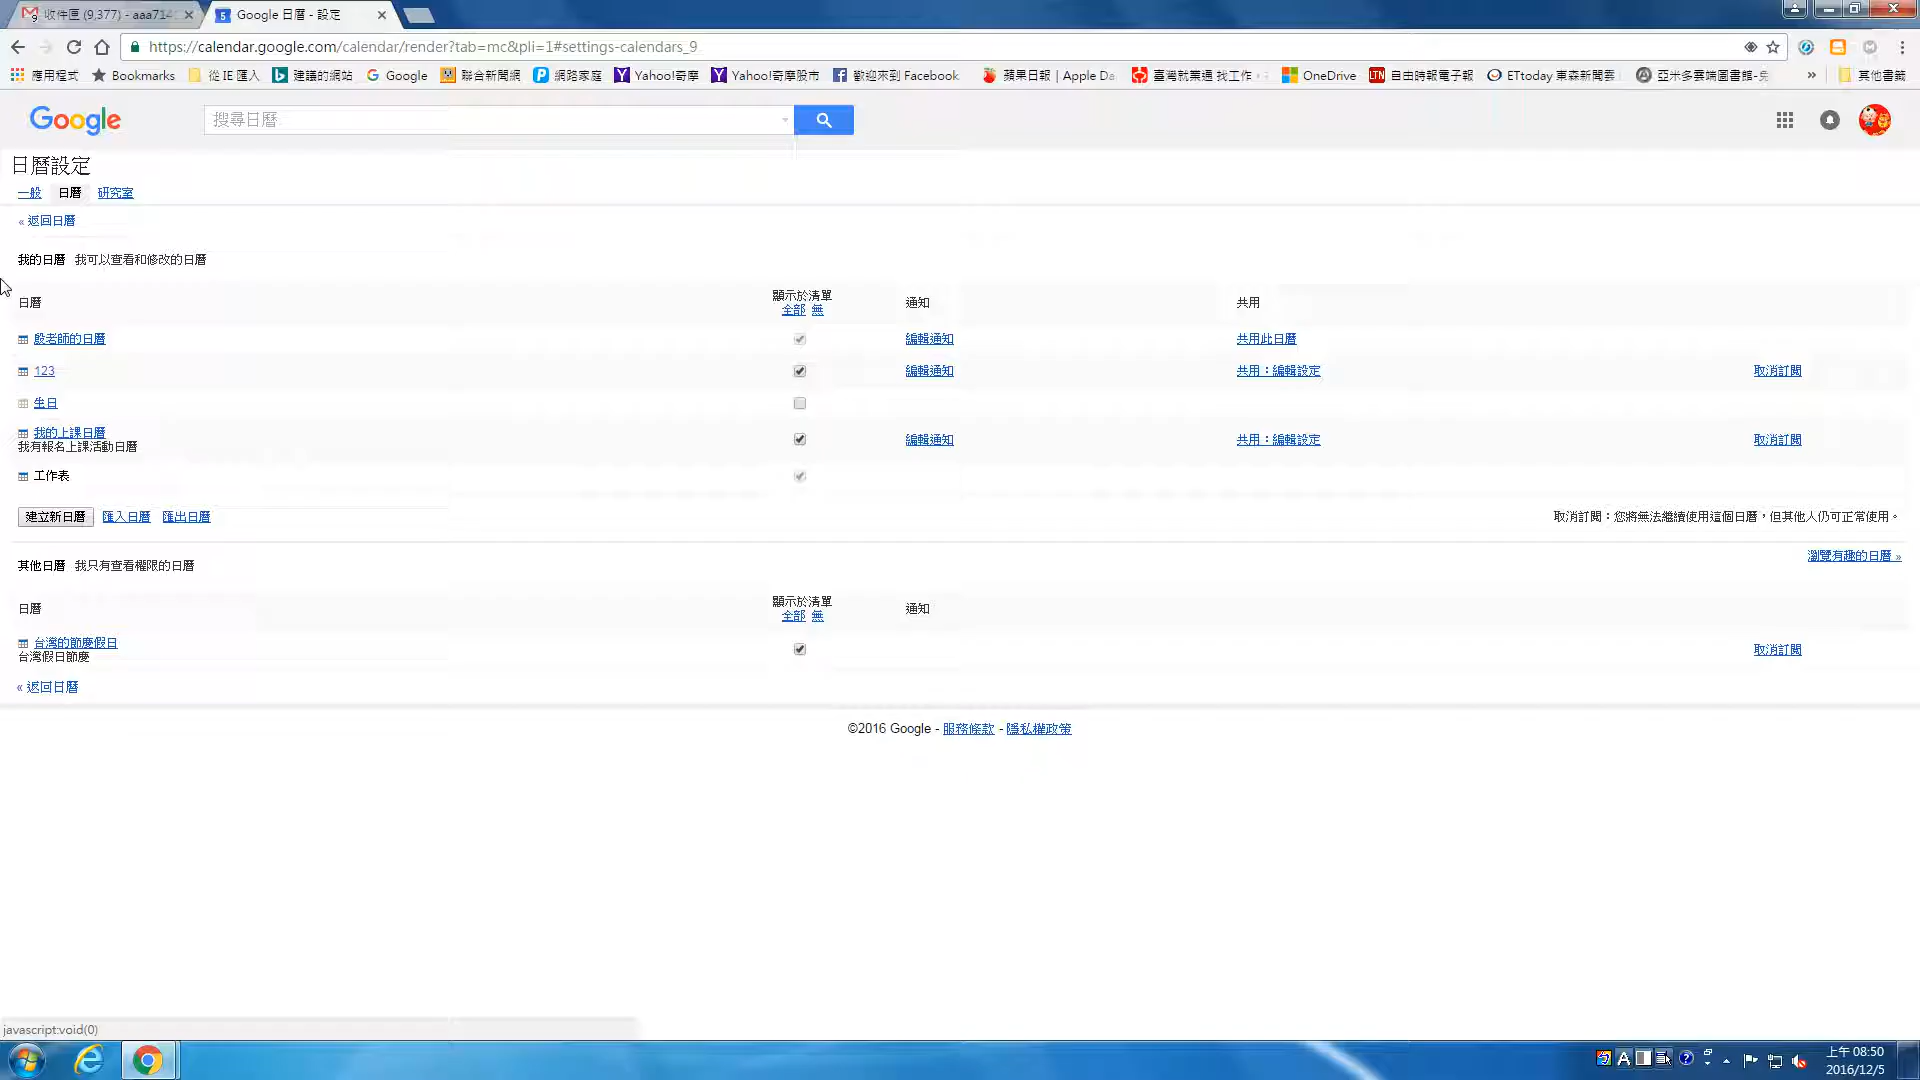 收件匣 (9,377) - aaa714
Google 日曆 - 設定
https://calendar.google.com/calendar/render?tab=mc&pli=1#settings-calendars_9
應用程式 Bookmarks 從 IE 匯入 建議的網站 Google 聯合新聞網 網路家庭 Yahoo!奇摩 Yahoo!奇摩股市 歡迎來到 Facebook 蘋果日報 | Apple Da 臺灣就業通 找工作 OneDrive 自由時報電子報 ETtoday 東森新聞雲 亞米多雲端圖書館- » 其他書籤
Google 搜尋日曆
日曆設定
一般 日曆 研究室
« 返回日曆
我的日曆 我可以查看和修改的日曆
日曆 顯示於清單 通知 共用
全部 無
殷老師的日曆 編輯通知 共用此日曆
123 編輯通知 共用：編輯設定 取消訂閱
生日
我的上課日曆 編輯通知 共用：編輯設定 取消訂閱
我有報名上課活動日曆
工作表
建立新日曆 匯入日曆 匯出日曆 取消訂閱：您將無法繼續使用這個日曆，但其他人仍可正常使用。
瀏覽有趣的日曆 »
其他日曆 我只有查看權限的日曆
日曆 顯示於清單 通知
全部 無
台灣的節慶假日 取消訂閱
台灣假日節慶
« 返回日曆
©2016 Google - 服務條款 - 隱私權政策
javascript:void(0)
上午 08:50
2016/12/5